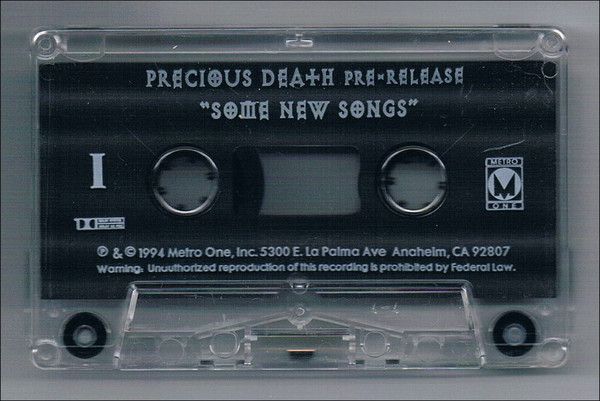 PRECIOUS DEATH PRE-RELEASE
"SOME NEW SONGS"
I
METRO
M
ONE
℗ & © 1994 Metro One, Inc. 5300 E. La Palma Ave Anaheim, CA 92807
Warning: Unuuthorized reproduction of this recording is prohibited by Federal Law.